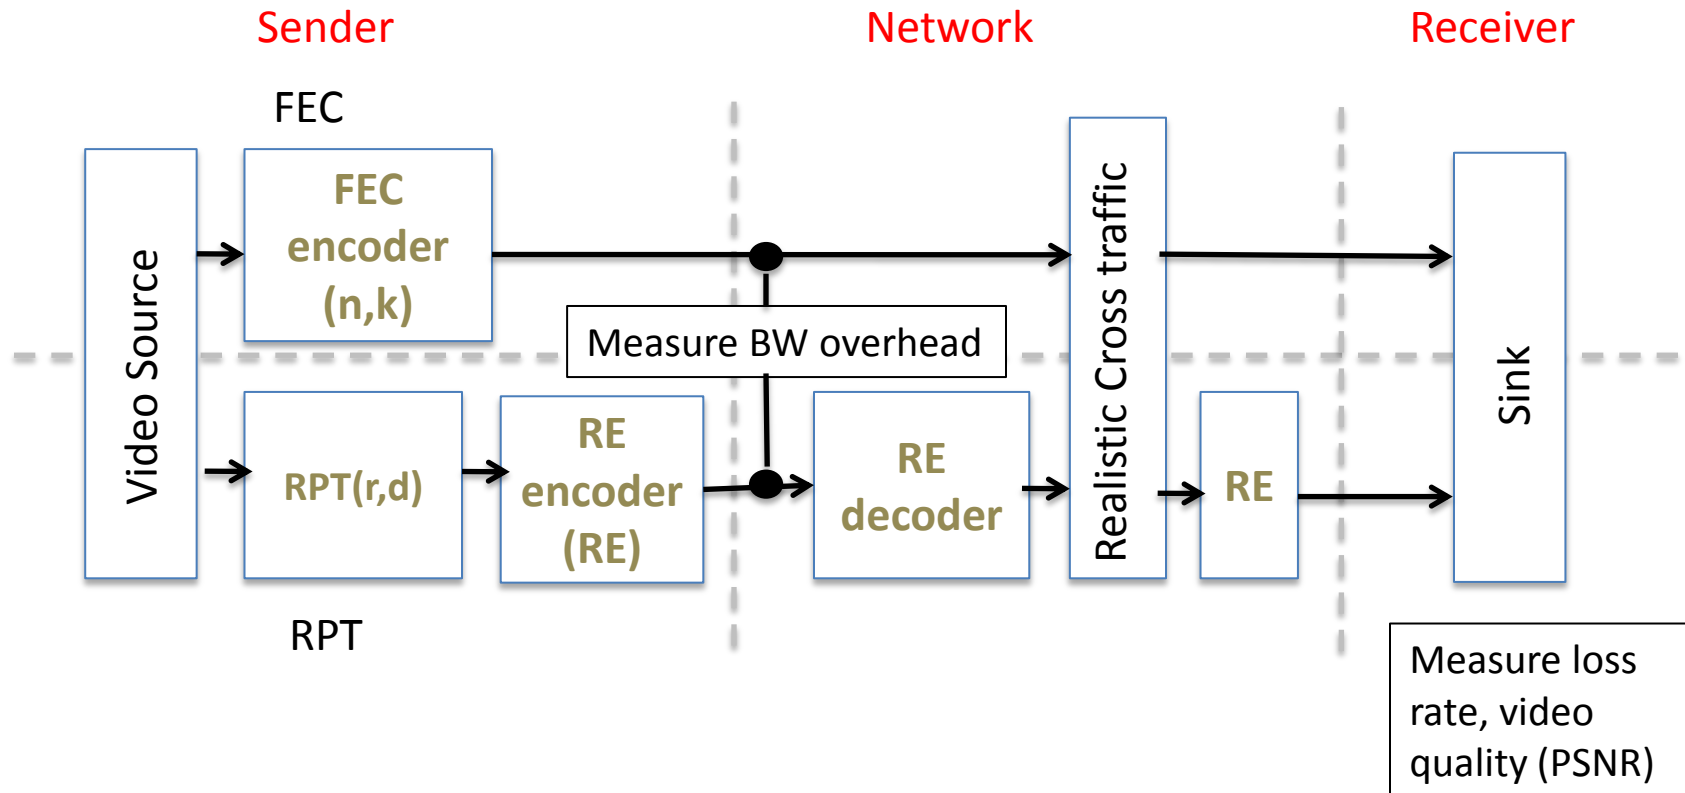 Sender
Network
Receiver
FEC
Video Source
FEC
encoder
(n,k)
Measure BW overhead
Realistic Cross traffic
Sink
RPT(r,d)
RE
encoder
(RE)
RE
decoder
RE
RPT
Measure loss
rate, video
quality (PSNR)